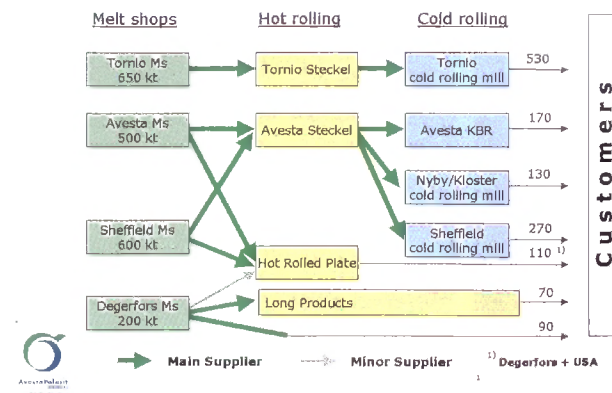 Melt shops
Hot rolling
Cold rolling
Tornio Ms
650 kt
Tornio Steckel
Tornio
cold rolling mill
530
Avesta Ms
500 kt
Avesta Steckel
Avesta KBR
170
Nyby/Kloster
cold rolling mill
130
Sheffield Ms
600 kt
Sheffield
cold rolling mill
270
Hot Rolled Plate
110 1)
Degerfors Ms
200 kt
Long Products
70
90
Customers
Main Supplier
Minor Supplier
1) Degerfors + USA
1
AvestaPolarit